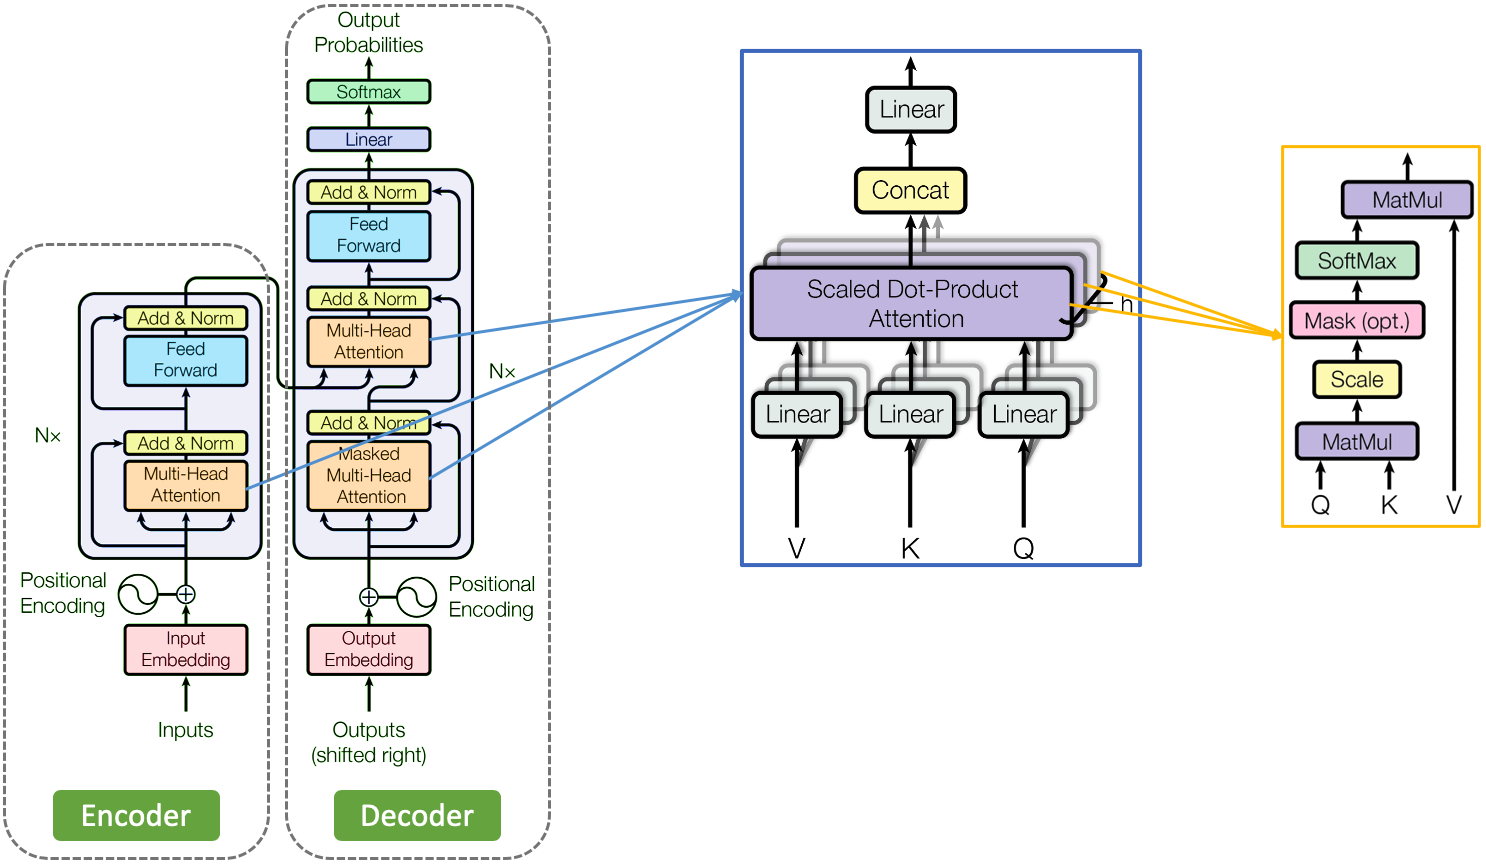 Output
Probabilities
Softmax
Linear
Add & Norm
Feed
Forward
Add & Norm
Multi-Head
Attention
N×
Add & Norm
Masked
Multi-Head
Attention
Positional
Encoding
Output
Embedding
Outputs
(shifted right)
Decoder
Add & Norm
Feed
Forward
N×
Add & Norm
Multi-Head
Attention
Positional
Encoding
Input
Embedding
Inputs
Encoder
Linear
Concat
Scaled Dot-Product
Attention
h
Linear
Linear
Linear
V
K
Q
MatMul
SoftMax
Mask (opt.)
Scale
MatMul
Q
K
V